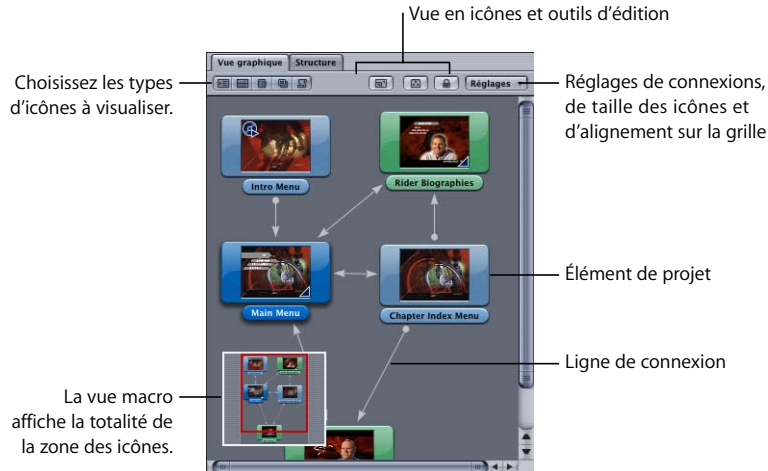 Vue en icônes et outils d'édition
Vue graphique
Structure
Réglages
Choisissez les types
d'icônes à visualiser.
Réglages de connexions,
de taille des icônes et
d'alignement sur la grille
Intro Menu
Rider Biographies
Main Menu
Chapter Index Menu
Élément de projet
Ligne de connexion
La vue macro
affiche la totalité de
la zone des icônes.